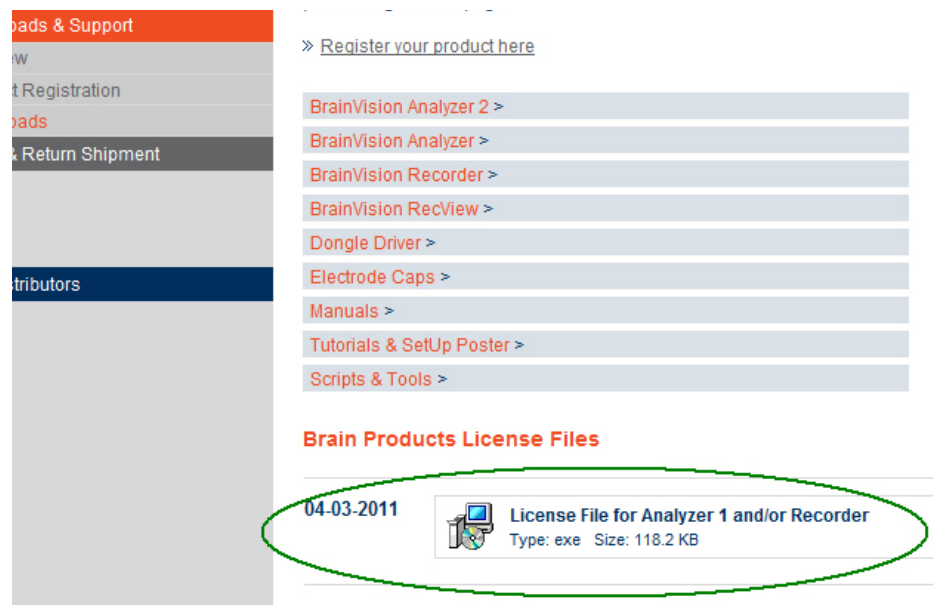 oads & Support
ew
t Registration
oads
& Return Shipment
tributors
» Register your product here
BrainVision Analyzer 2 >
BrainVision Analyzer >
BrainVision Recorder >
BrainVision RecView >
Dongle Driver >
Electrode Caps >
Manuals >
Tutorials & SetUp Poster >
Scripts & Tools >
Brain Products License Files
04-03-2011
License File for Analyzer 1 and/or Recorder
Type: exe Size: 118.2 KB